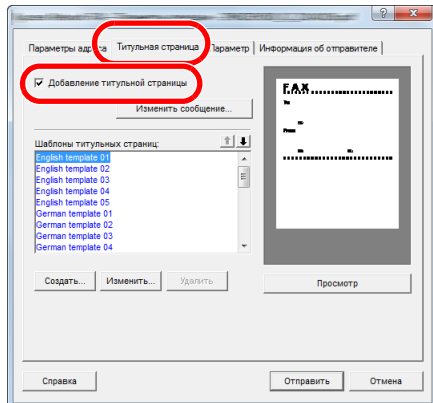 Параметры адреса
Титульная страница
Параметр
Информация об отправителе
Добавление титульной страницы
Изменить сообщение...
Шаблоны титульных страниц:
English template 01
English template 02
English template 03
English template 04
English template 05
German template 01
German template 02
German template 03
German template 04
Создать...
Изменить...
Удалить
FAX
To:
From:
Просмотр
Справка
Отправить
Отмена